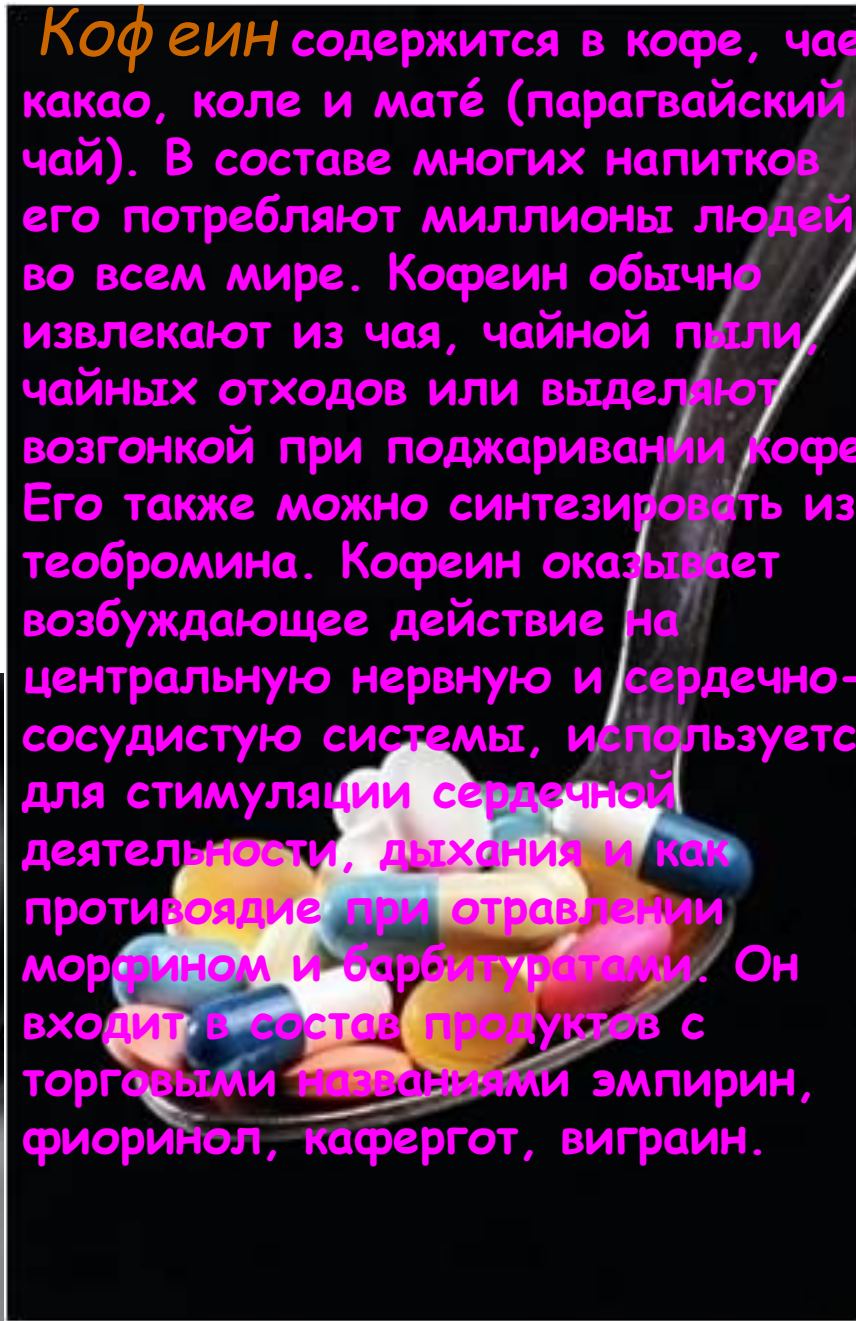 Кофеин содержится в кофе, чае
какао, коле и матé (парагвайский
чай). В составе многих напитков
его потребляют миллионы людей
во всем мире. Кофеин обычно
извлекают из чая, чайной пыли,
чайных отходов или выделяют
возгонкой при поджаривании кофе
Его также можно синтезировать из
теобромина. Кофеин оказывает
возбуждающее действие на
центральную нервную и сердечно-
сосудистую системы, используетс
для стимуляции сердечной
деятельности, дыхания и как
противоядие при отравлении
морфином и барбитуратами. Он
входит в состав продуктов с
торговыми названиями эмпирин,
фиоринол, кафергот, виграин.